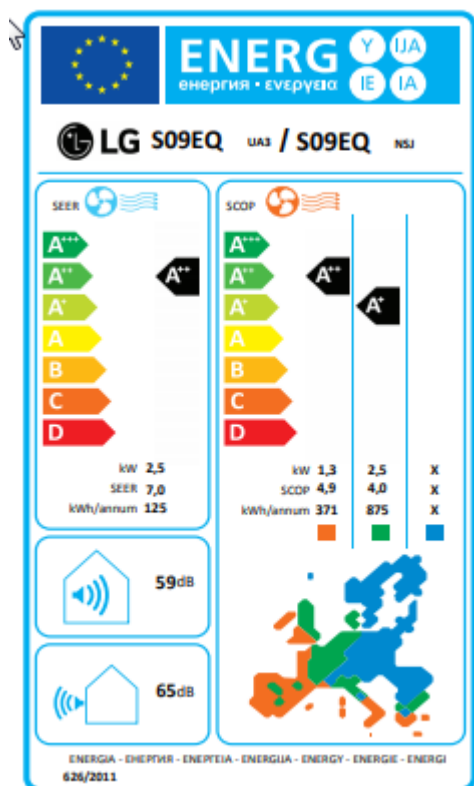 ENERG Y IJA
енергия · ενεργεια IE IA
LG S09EQ UA3 / S09EQ NSJ
SEER
A+++
A++ A++
A+
A
B
C
D
kW 2,5
SEER 7,0
kWh/annum 125
SCOP
A+++
A++ A++
A+ A+
A
B
C
D
kW 1,3 2,5 X
SCOP 4,9 4,0 X
kWh/annum 371 875 X
59dB
65dB
ENERGIA - ЕНЕРГИЯ - ΕΝΕΡΓΕΙΑ - ENERGIJA - ENERGY - ENERGIE - ENERGI
626/2011